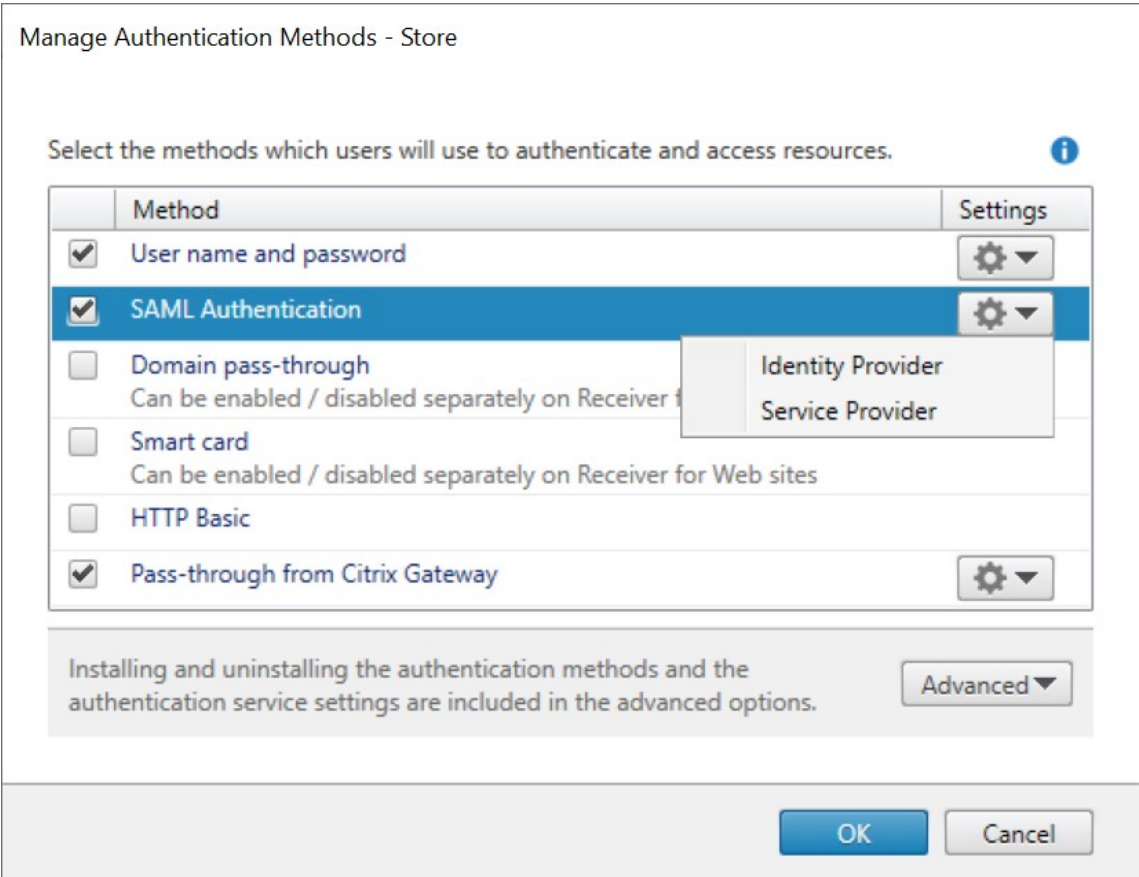 Manage Authentication Methods - Store
Select the methods which users will use to authenticate and access resources.
Method Settings
User name and password
SAML Authentication
Identity Provider
Service Provider
Domain pass-through
Can be enabled / disabled separately on Receiver
Smart card
Can be enabled / disabled separately on Receiver for Web sites
HTTP Basic
Pass-through from Citrix Gateway
Installing and uninstalling the authentication methods and the
authentication service settings are included in the advanced options.
Advanced
OK Cancel